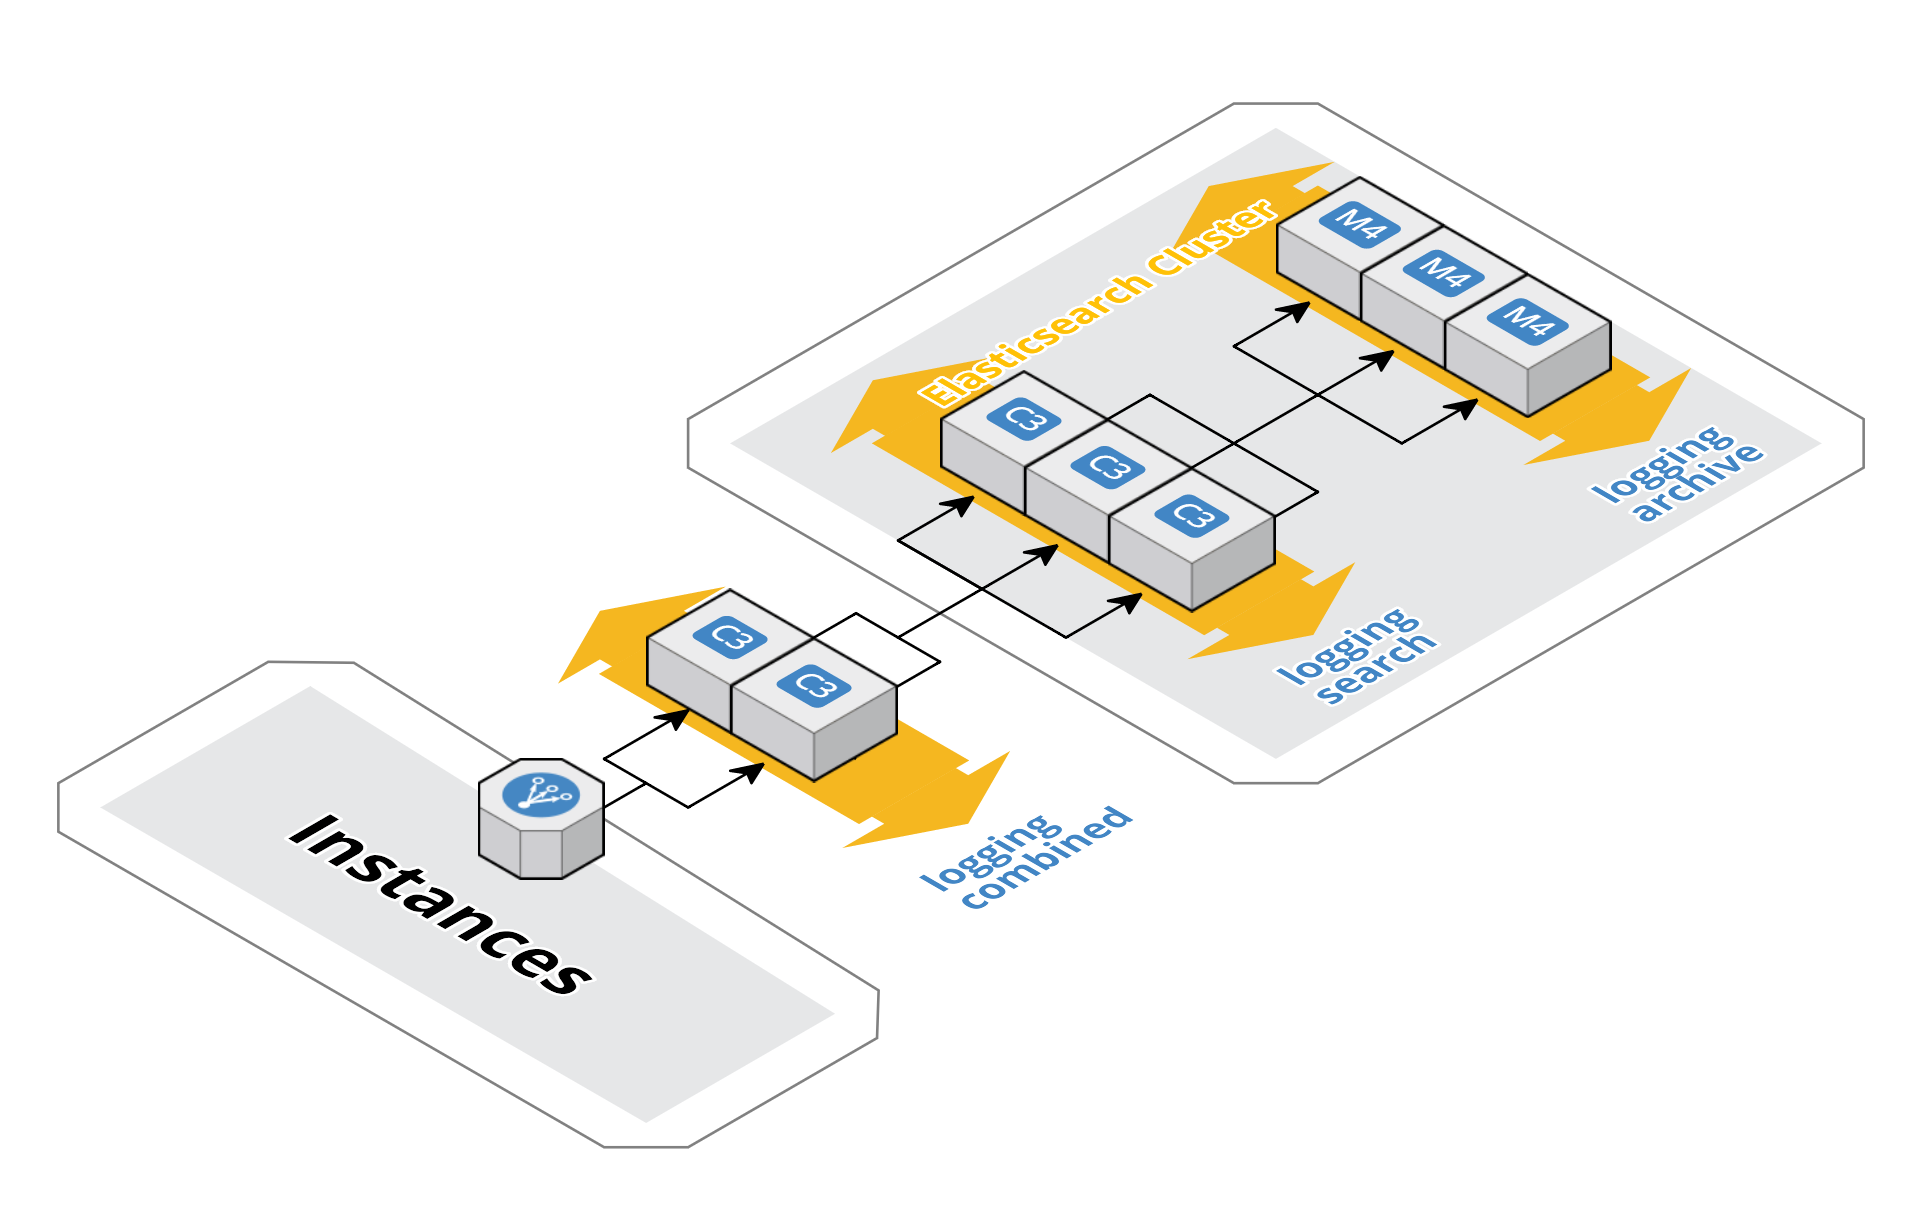 M4
M4
M4
Elasticsearch Cluster
C3
C3
C3
logging
archive
C3
C3
logging
search
Instances
logging
combined